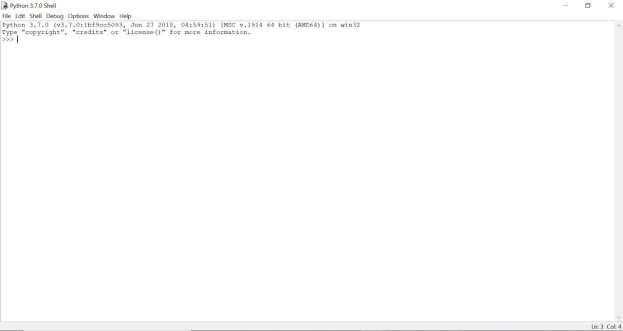 Python 3.7.0 Shell
File Edit Shell Debug Options Window Help
Python 3.7.0 (v3.7.0:1bf9cc5093, Jun 27 2018, 04:59:51) [MSC v.1914 64 bit (AMD64)] on win32
Type "copyright", "credits" or "license()" for more information.
>>>
Ln: 3 Col: 4